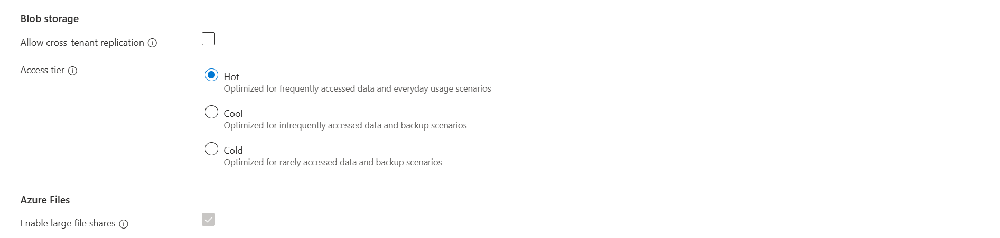 Blob storage
Allow cross-tenant replication
Access tier
Hot
Optimized for frequently accessed data and everyday usage scenarios
Cool
Optimized for infrequently accessed data and backup scenarios
Cold
Optimized for rarely accessed data and backup scenarios
Azure Files
Enable large file shares